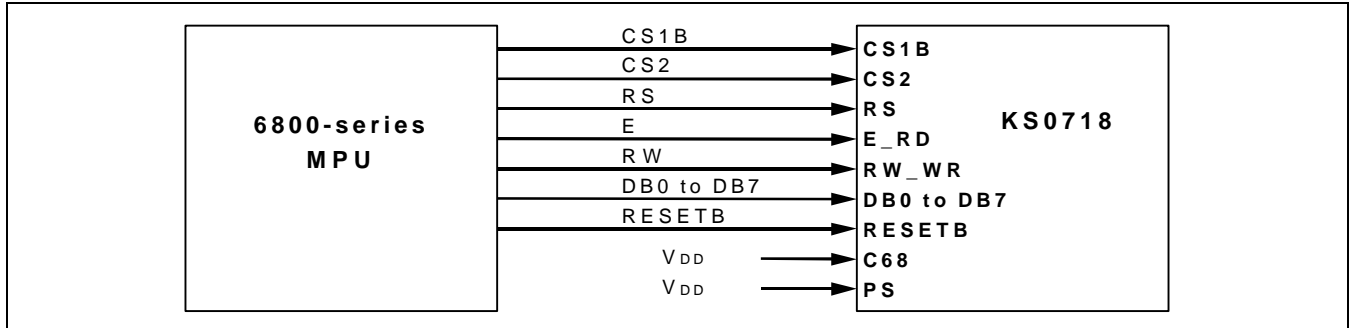 6800-series
MPU
CS1B
CS2
RS
E
RW
DB0 to DB7
RESETB
VDD
VDD
CS1B
CS2
RS
E_RD
RW_WR
DB0 to DB7
RESETB
C68
PS
KS0718